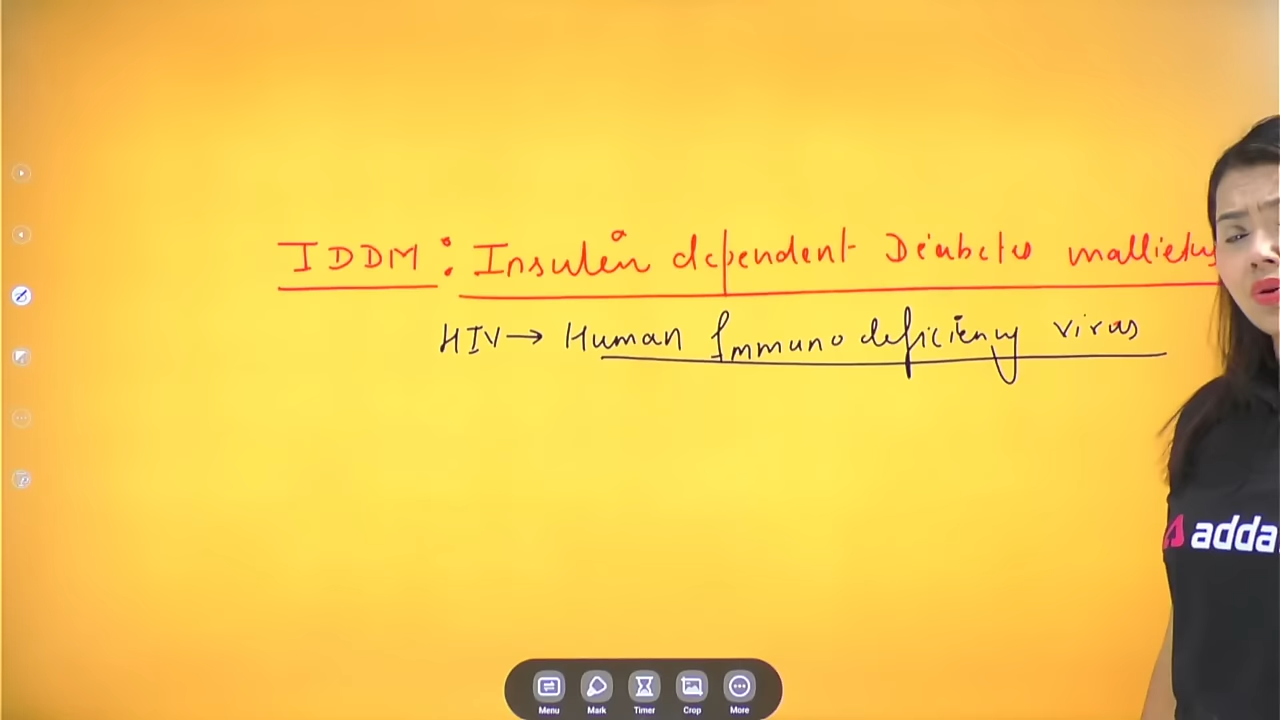 IDDM : Insulin dependent Diabetes mallietus
HIV → Human Immunodeficiency virus
adda
Menu Mark Timer Crop More